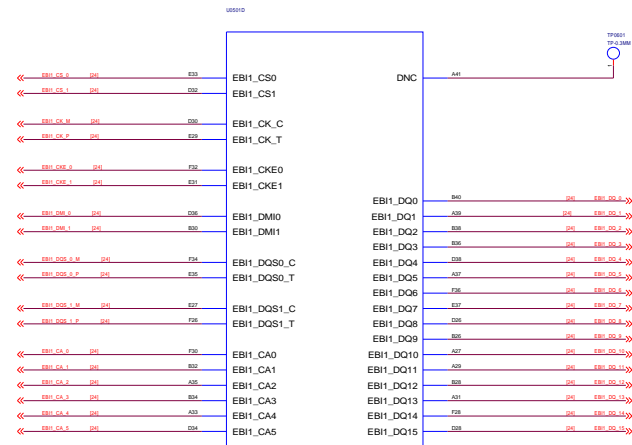 U0501D
TP0601
TP-0.3MM
1
EBI1_CS_0 [24] E33 EBI1_CS0 DNC A41
EBI1_CS_1 [24] D32 EBI1_CS1
EBI1_CK_M [24] D30 EBI1_CK_C
EBI1_CK_P [24] E29 EBI1_CK_T
EBI1_CKE_0 [24] F32 EBI1_CKE0
EBI1_CKE_1 [24] E31 EBI1_CKE1
EBI1_DQ0 B40 [24] EBI1_DQ_0
EBI1_DMI_0 [24] D36 EBI1_DMI0 EBI1_DQ1 A39 [24] EBI1_DQ_1
EBI1_DMI_1 [24] B30 EBI1_DMI1 EBI1_DQ2 B38 [24] EBI1_DQ_2
EBI1_DQ3 B36 [24] EBI1_DQ_3
EBI1_DQS_0_M [24] F34 EBI1_DQS0_C EBI1_DQ4 D38 [24] EBI1_DQ_4
EBI1_DQS_0_P [24] E35 EBI1_DQS0_T EBI1_DQ5 A37 [24] EBI1_DQ_5
EBI1_DQ6 F36 [24] EBI1_DQ_6
EBI1_DQS_1_M [24] E27 EBI1_DQS1_C EBI1_DQ7 E37 [24] EBI1_DQ_7
EBI1_DQS_1_P [24] F26 EBI1_DQS1_T EBI1_DQ8 D26 [24] EBI1_DQ_8
EBI1_DQ9 B26 [24] EBI1_DQ_9
EBI1_CA_0 [24] F30 EBI1_CA0 EBI1_DQ10 A27 [24] EBI1_DQ_10
EBI1_CA_1 [24] B32 EBI1_CA1 EBI1_DQ11 A29 [24] EBI1_DQ_11
EBI1_CA_2 [24] A35 EBI1_CA2 EBI1_DQ12 B28 [24] EBI1_DQ_12
EBI1_CA_3 [24] B34 EBI1_CA3 EBI1_DQ13 A31 [24] EBI1_DQ_13
EBI1_CA_4 [24] A33 EBI1_CA4 EBI1_DQ14 F28 [24] EBI1_DQ_14
EBI1_CA_5 [24] D34 EBI1_CA5 EBI1_DQ15 D28 [24] EBI1_DQ_15